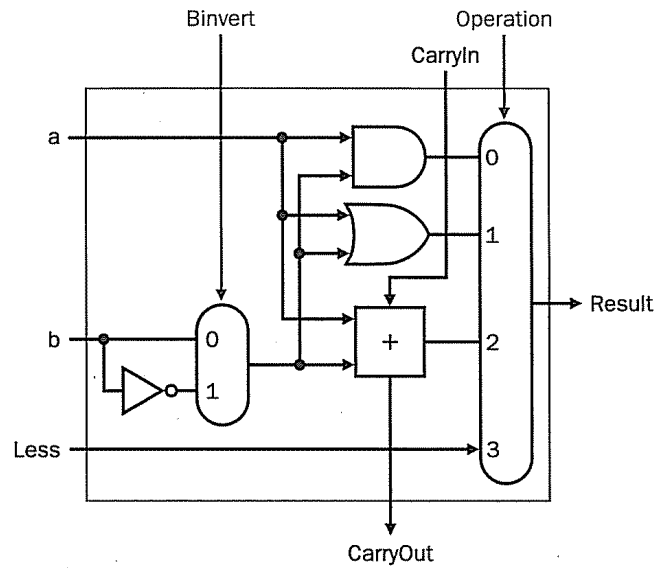 Binvert
Operation
CarryIn
a
0
1
b
0
+
2
1
Result
Less
3
CarryOut